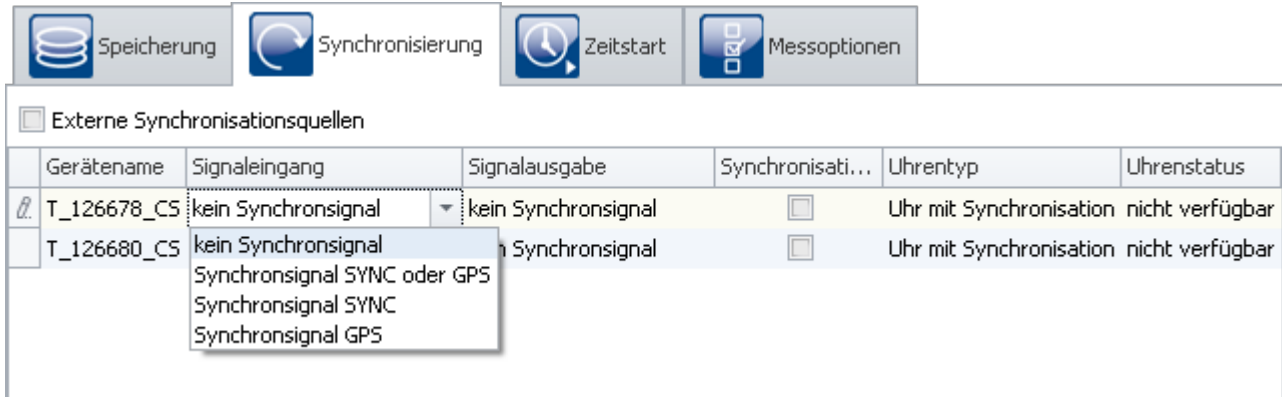 Speicherung Synchronisierung Zeitstart Messoptionen
Externe Synchronisationsquellen
Gerätename Signaleingang Signalausgabe Synchronisati... Uhrentyp Uhrenstatus
T_126678_CS kein Synchronsignal kein Synchronsignal Uhr mit Synchronisation nicht verfügbar
T_126680_CS kein Synchronsignal Synchronsignal Uhr mit Synchronisation nicht verfügbar
Synchronsignal SYNC oder GPS
Synchronsignal SYNC
Synchronsignal GPS